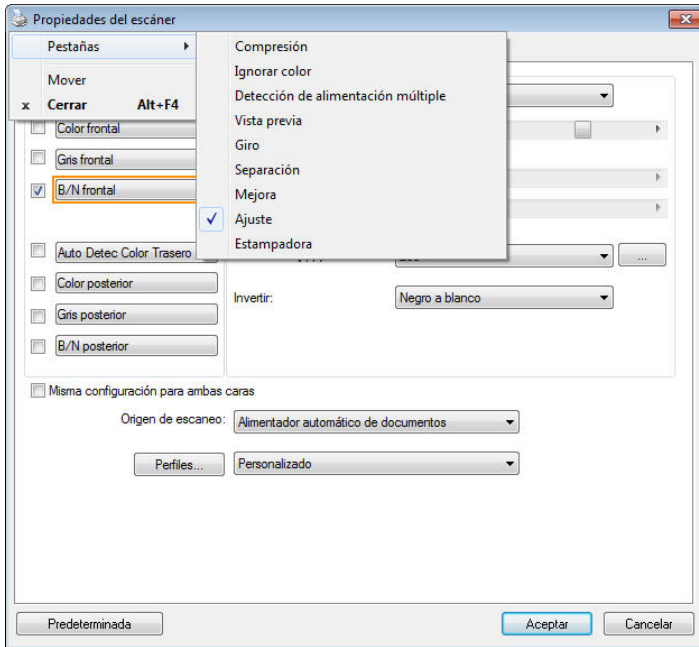 Propiedades del escáner
Pestañas
Mover
x Cerrar Alt+F4
Compresión
Ignorar color
Detección de alimentación múltiple
Vista previa
Giro
Separación
Mejora
Ajuste
Estampadora
Color frontal
Gris frontal
B/N frontal
Auto Detec Color Trasero
Color posterior
Gris posterior
B/N posterior
...
Invertir: Negro a blanco
Misma configuración para ambas caras
Origen de escaneo: Alimentador automático de documentos
Perfiles... Personalizado
Predeterminada Aceptar Cancelar